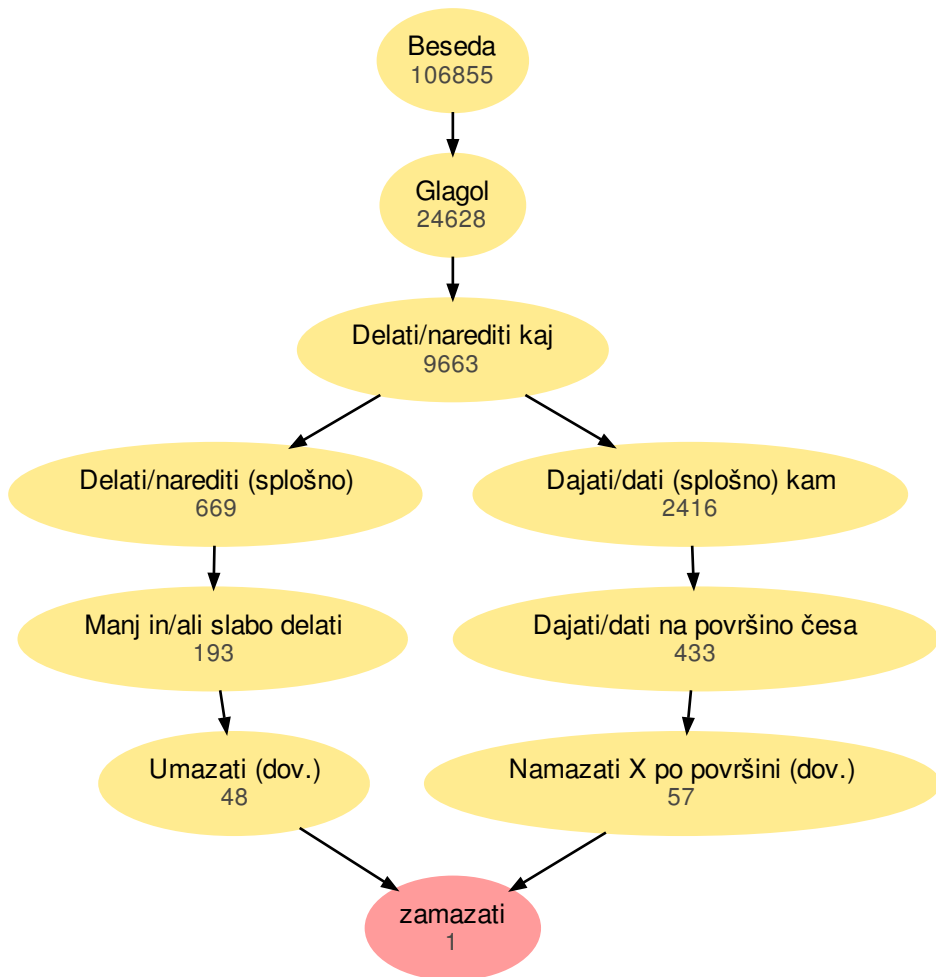 Beseda
106855
Glagol
24628
Delati/narediti kaj
9663
Delati/narediti (splošno)
669
Dajati/dati (splošno) kam
2416
Manj in/ali slabo delati
193
Dajati/dati na površino česa
433
Umazati (dov.)
48
Namazati X po površini (dov.)
57
zamazati
1